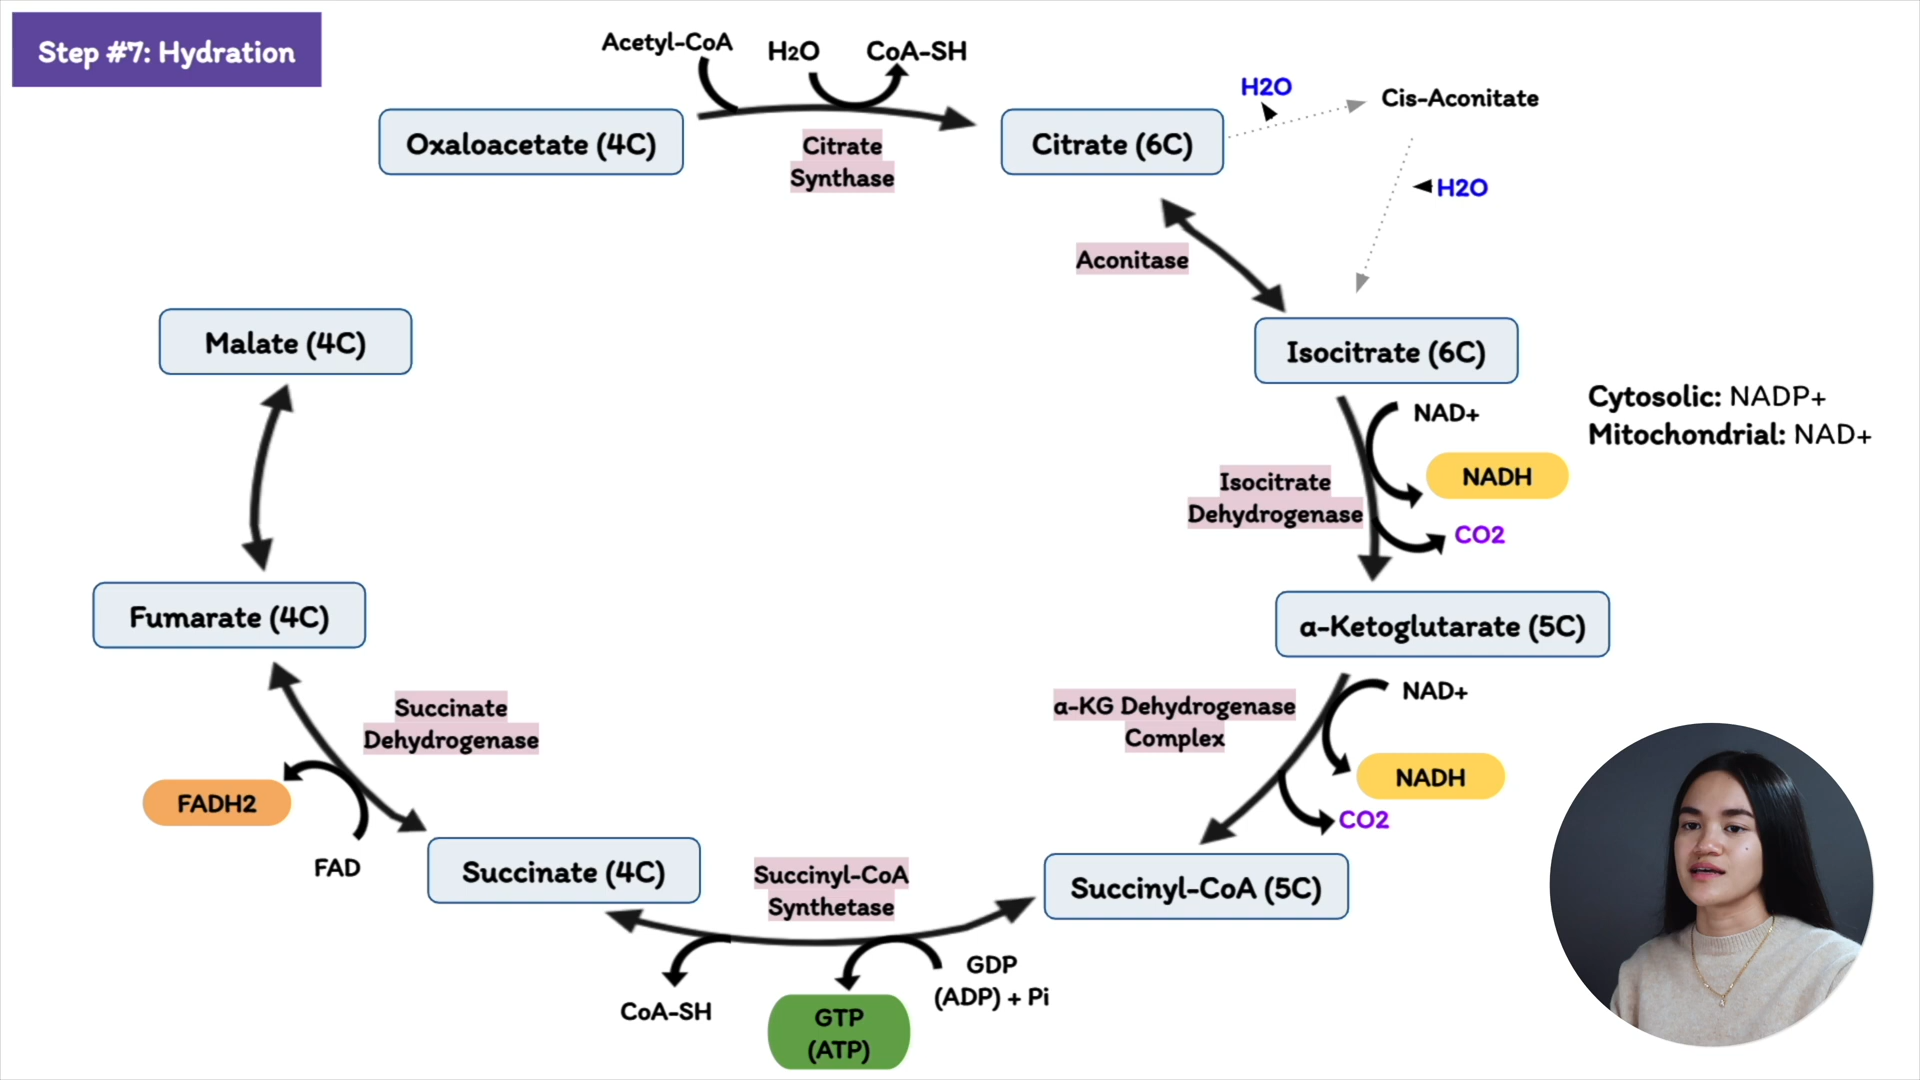 Step #7: Hydration
Acetyl-CoA
H2O
CoA-SH
Oxaloacetate (4C)
Citrate
Synthase
Citrate (6C)
H2O
Cis-Aconitate
H2O
Aconitase
Isocitrate (6C)
Cytosolic: NADP+
Mitochondrial: NAD+
NAD+
NADH
Isocitrate
Dehydrogenase
CO2
α-Ketoglutarate (5C)
NAD+
α-KG Dehydrogenase
Complex
NADH
CO2
Succinyl-CoA (5C)
Succinyl-CoA
Synthetase
GDP
(ADP) + Pi
GTP
(ATP)
CoA-SH
Succinate (4C)
Succinate
Dehydrogenase
FAD
FADH2
Fumarate (4C)
Malate (4C)